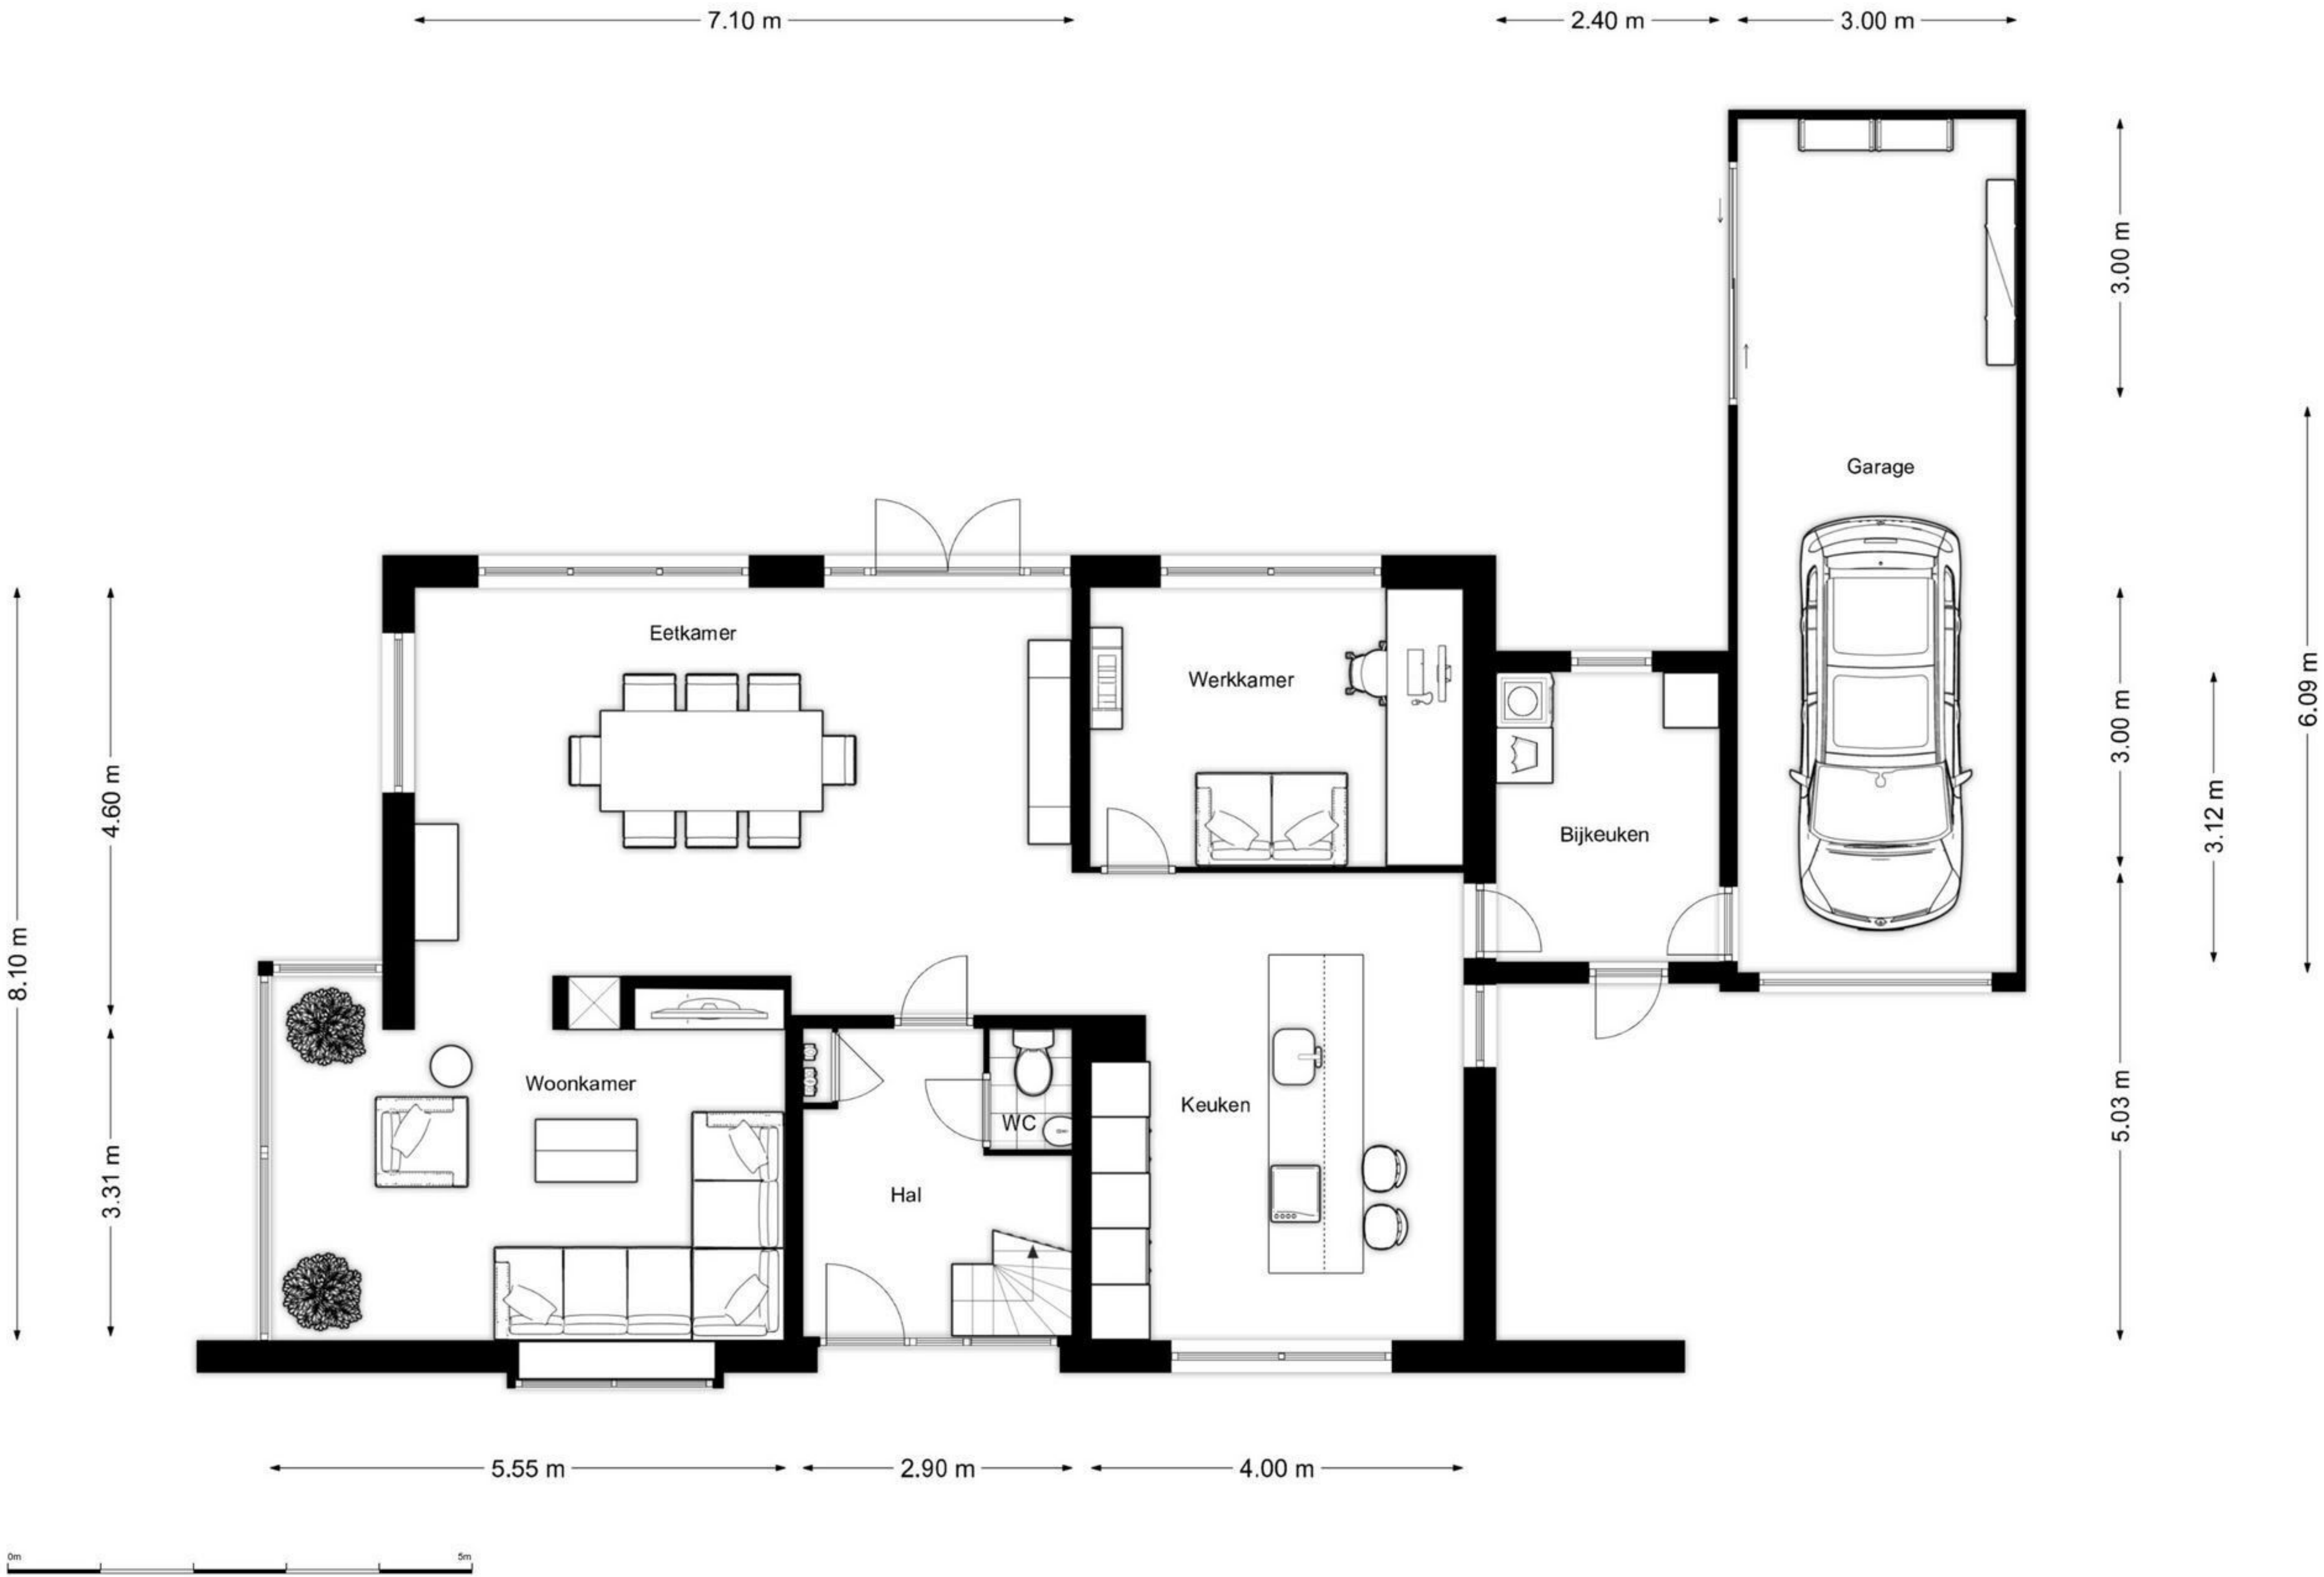 7.10 m
2.40 m
3.00 m
3.00 m
Garage
6.09 m
Eetkamer
Werkkamer
3.00 m
3.12 m
4.60 m
Bijkeuken
8.10 m
Woonkamer
WC
Keuken
Hal
5.03 m
3.31 m
5.55 m
2.90 m
4.00 m
0m
5m